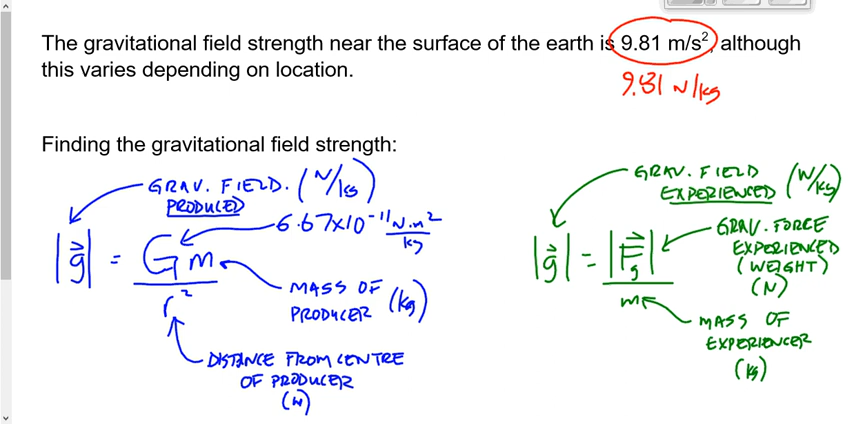 The gravitational field strength near the surface of the earth is 9.81 m/s², although
this varies depending on location.
9.81 N/kg
Finding the gravitational field strength:
GRAV. FIELD. (N/kg)
PRODUCED
6.67×10⁻¹¹ N·m²/kg
|g⃗| = Gm/r²
MASS OF
PRODUCER (kg)
DISTANCE FROM CENTRE
OF PRODUCER
(m)
GRAV. FIELD
EXPERIENCED (N/kg)
GRAV. FORCE
EXPERIENCED
(WEIGHT)
(N)
|g⃗| = |F⃗g|/m
MASS OF
EXPERIENCER
(kg)